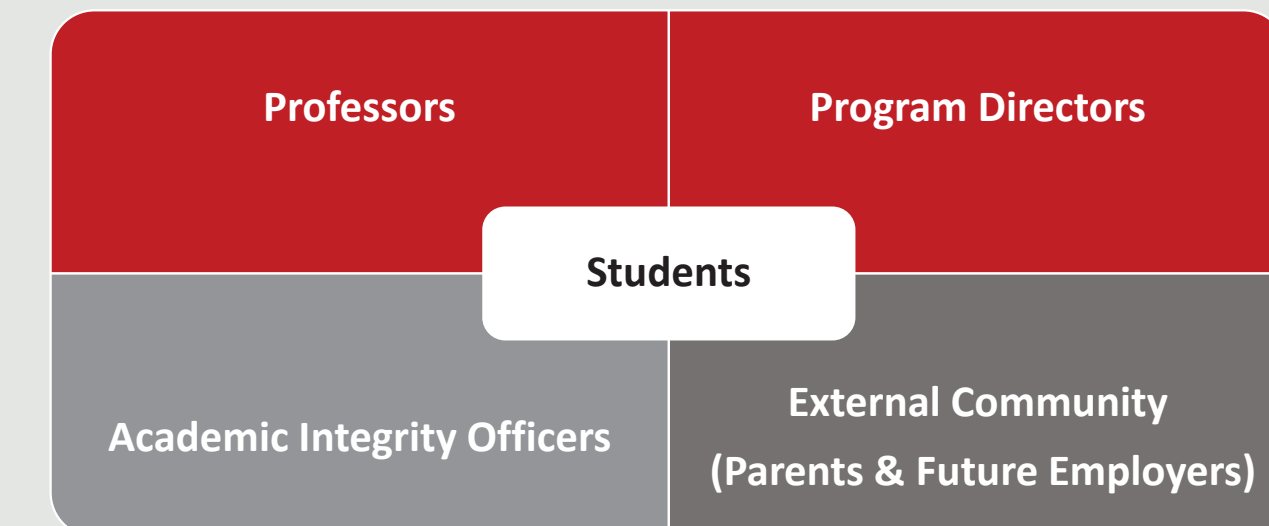 Professors
Program Directors
Students
Academic Integrity Officers
External Community
(Parents & Future Employers)